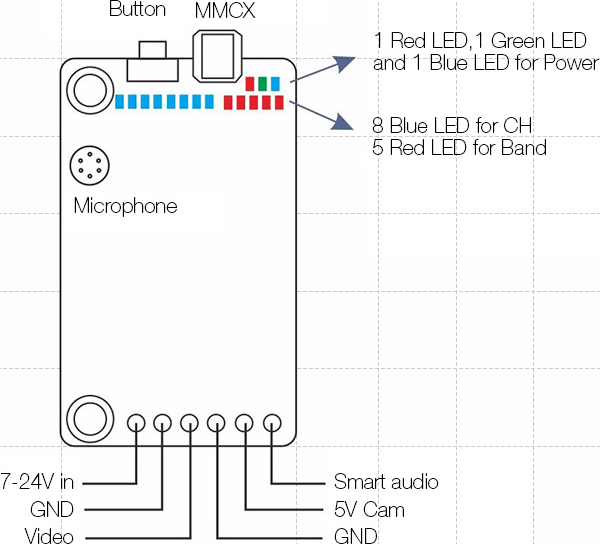 Button
MMCX
1 Red LED,1 Green LED
and 1 Blue LED for Power
8 Blue LED for CH
5 Red LED for Band
Microphone
7-24V in
GND
Video
Smart audio
5V Cam
GND